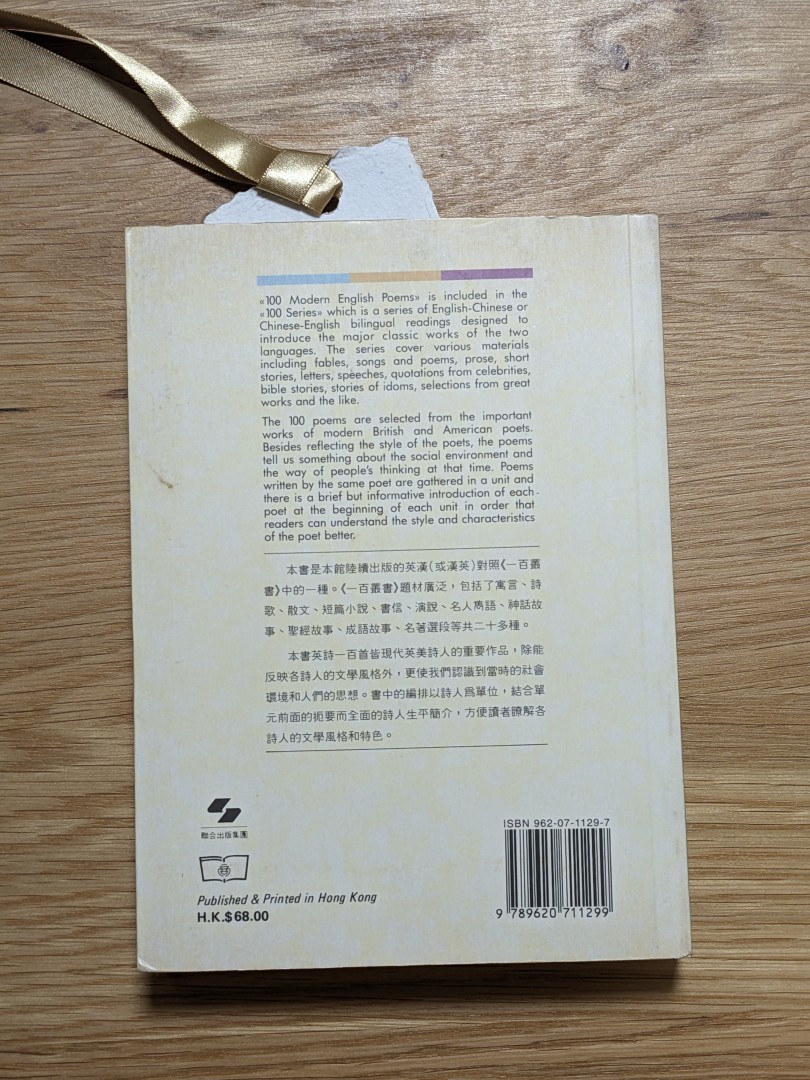 «100 Modern English Poems» is included in the
«100 Series» which is a series of English-Chinese or
Chinese-English bilingual readings designed to
introduce the major classic works of the two
languages. The series cover various materials
including fables, songs and poems, prose, short
stories, letters, speeches, quotations from celebrities,
bible stories, stories of idoms, selections from great
works and the like.
The 100 poems are selected from the important
works of modern British and American poets.
Besides reflecting the style of the poets, the poems
tell us something about the social environment and
the way of people's thinking at that time. Poems
written by the same poet are gathered in a unit and
there is a brief but informative introduction of each
poet at the beginning of each unit in order that
readers can understand the style and characteristics
of the poet better.
本書是本館陸續出版的英漢(或漢英)對照《一百叢
書》中的一種。《一百叢書》題材廣泛，包括了寓言、詩
歌、散文、短篇小說、書信、演說、名人雋語、神話故
事、聖經故事、成語故事、名著選段等共二十多種。
本書英詩一百首皆現代英美詩人的重要作品，除能
反映各詩人的文學風格外，更使我們認識到當時的社會
環境和人們的思想。書中的編排以詩人爲單位，結合單
元前面的扼要而全面的詩人生平簡介，方便讀者瞭解各
詩人的文學風格和特色。
聯合出版集團
Published & Printed in Hong Kong
H.K.$68.00
ISBN 962-07-1129-7
9 789620 711299